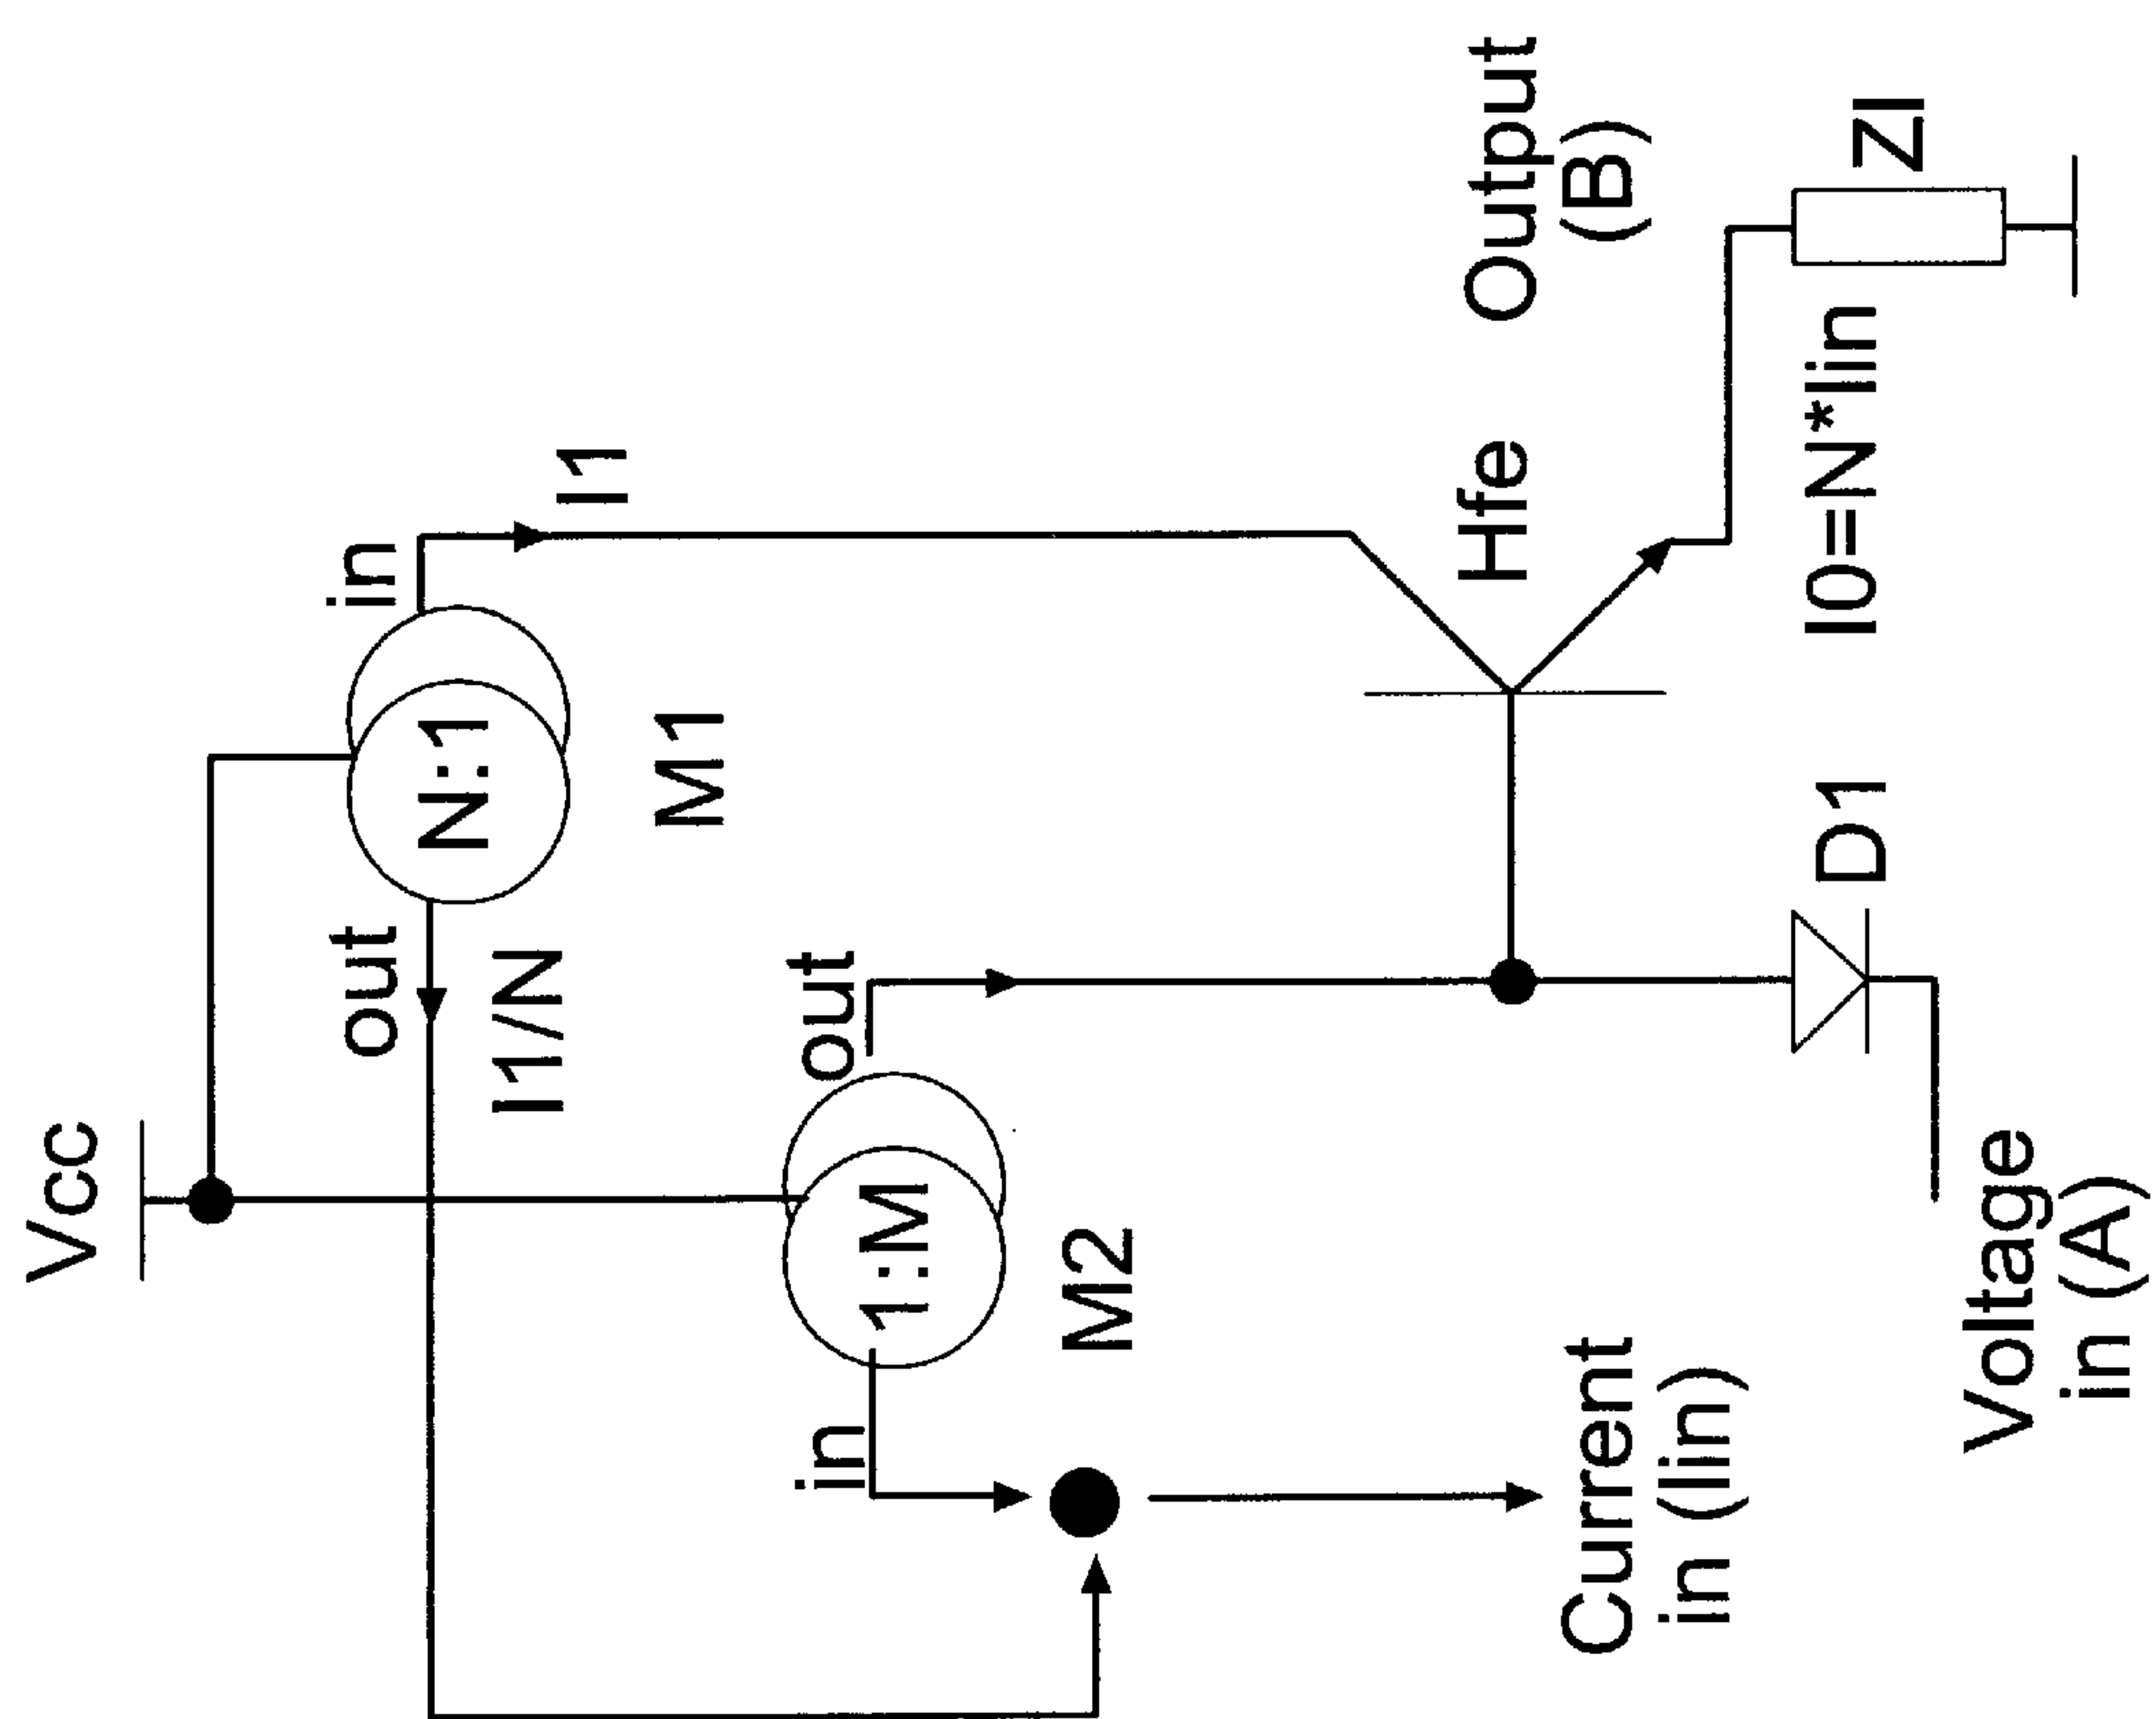 Vcc
out
in
N:1
I1/N
I1
M1
in
out
1:M
M2
Hfe
Output
(B)
Current
in (Iin)
D1
I0=N*Iin
Zl
Voltage
in (A)